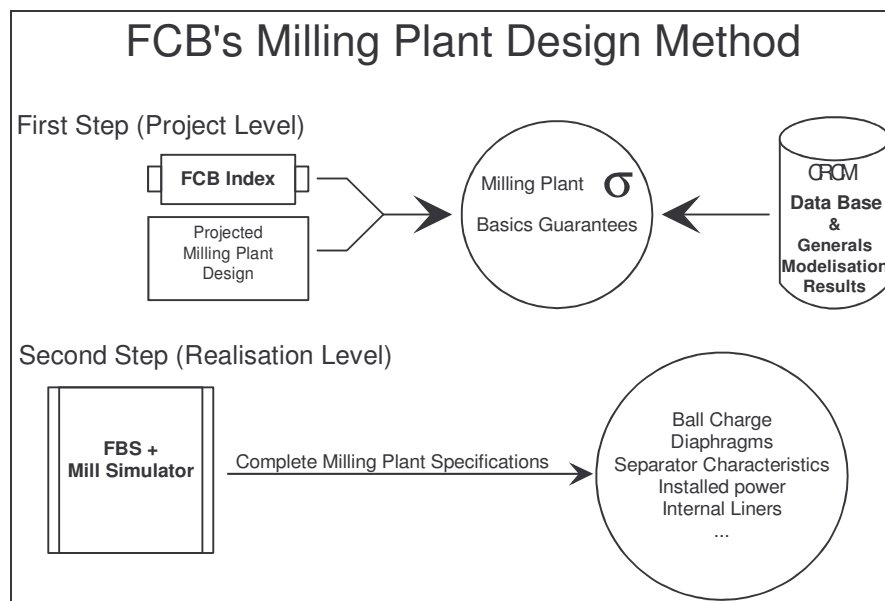 FCB's Milling Plant Design Method
First Step (Project Level)
FCB Index
Projected
Milling Plant
Design
Milling Plant σ
Basics Guarantees
CRCM
Data Base
&
Generals
Modelisation
Results
Second Step (Realisation Level)
FBS +
Mill Simulator
Complete Milling Plant Specifications
Ball Charge
Diaphragms
Separator Characteristics
Installed power
Internal Liners
...